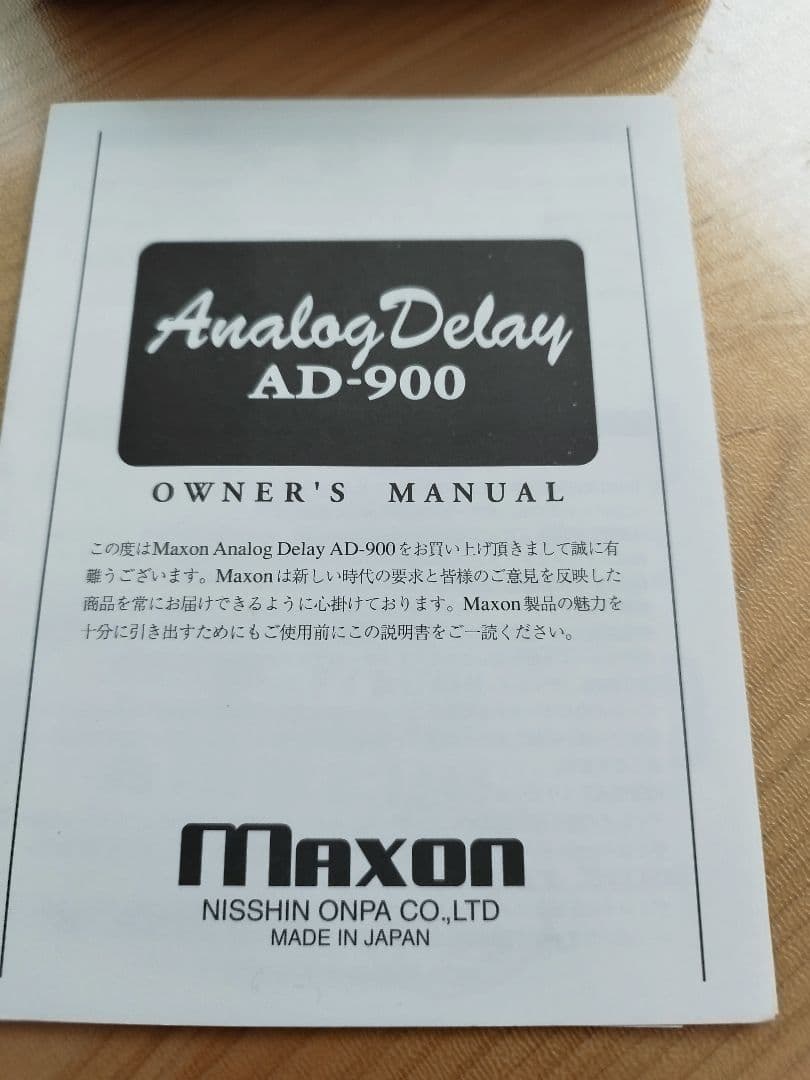 Analog Delay
AD-900
OWNER'S MANUAL
この度はMaxon Analog Delay AD-900をお買い上げ頂きまして誠に有
難うございます。Maxonは新しい時代の要求と皆様のご意見を反映した
商品を常にお届けできるように心掛けております。Maxon製品の魅力を
十分に引き出すためにもご使用前にこの説明書をご一読ください。
maxon
NISSHIN ONPA CO.,LTD
MADE IN JAPAN